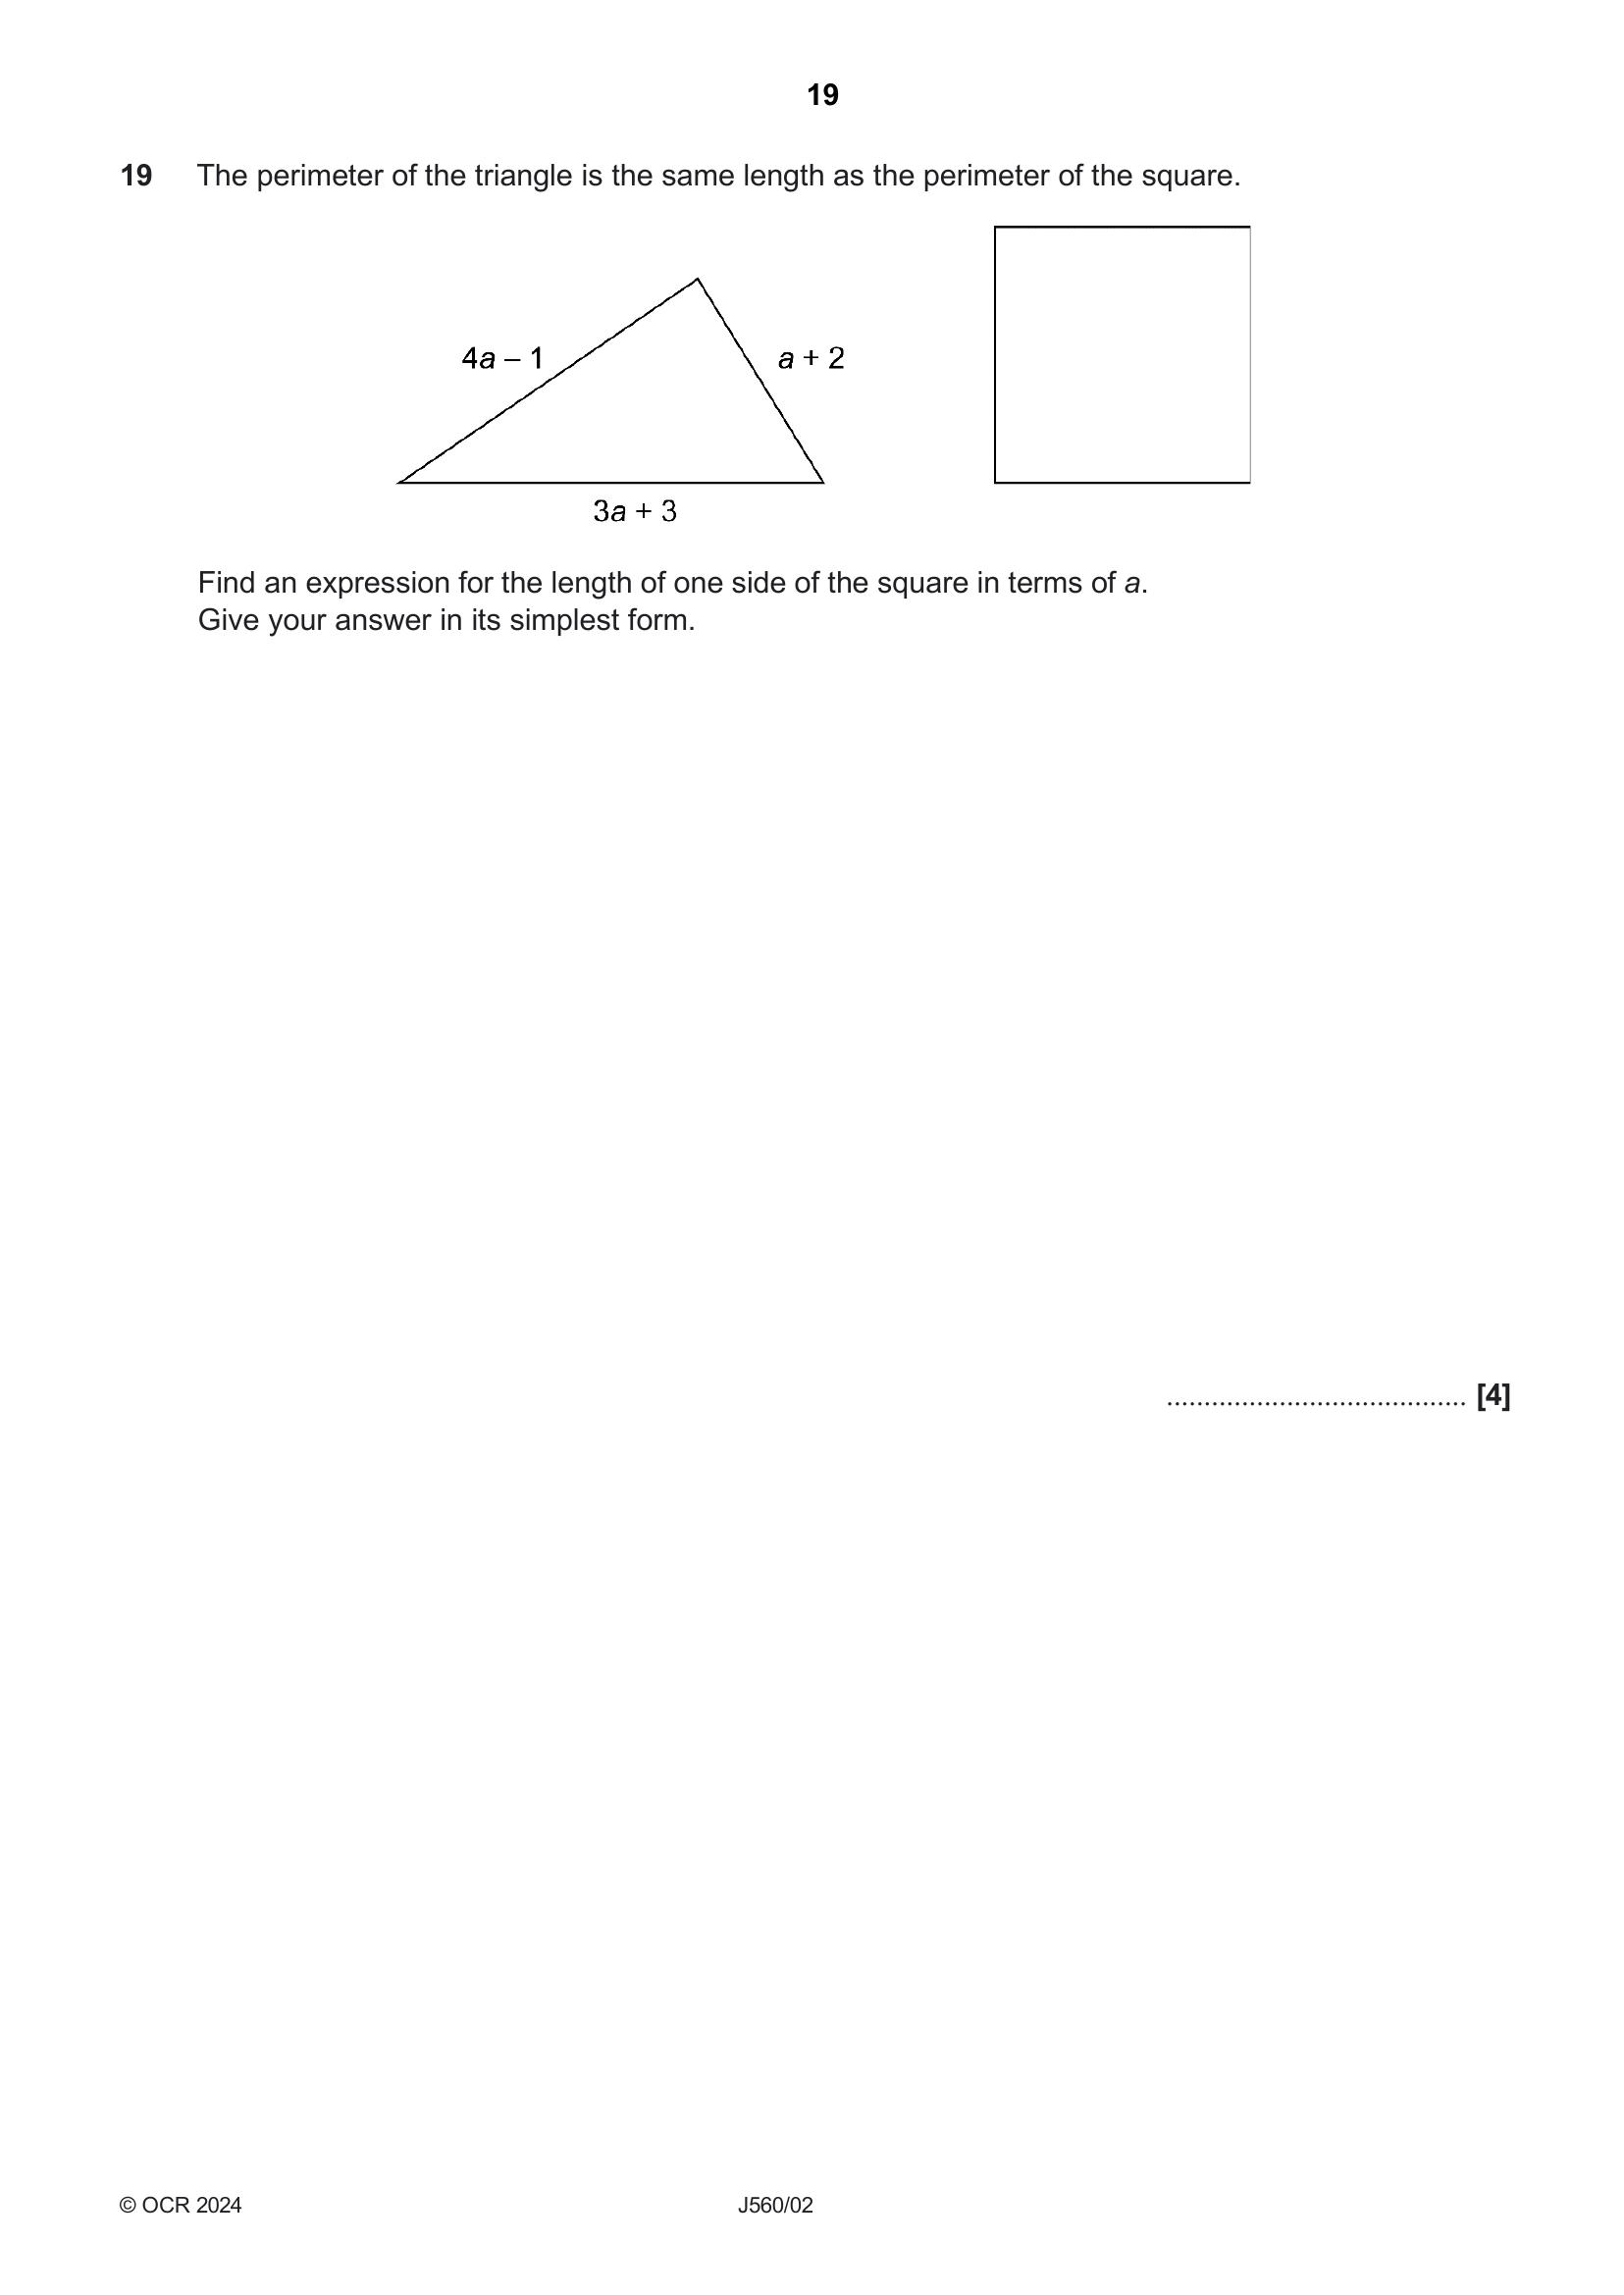 19
19 The perimeter of the triangle is the same length as the perimeter of the square.
4a – 1
a + 2
3a + 3
Find an expression for the length of one side of the square in terms of a.
Give your answer in its simplest form.
........................................ [4]
© OCR 2024
J560/02